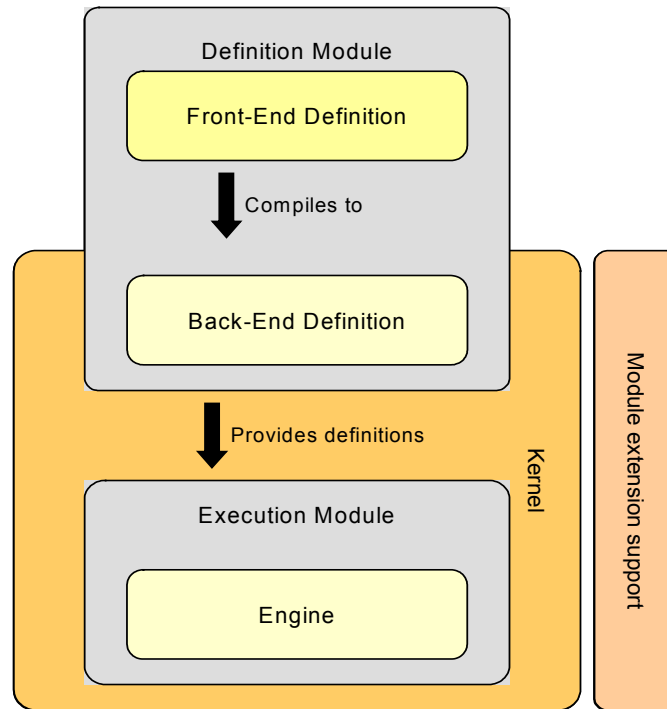 Definition Module
Front-End Definition
Compiles to
Back-End Definition
Provides definitions
Execution Module
Engine
Kernel
Module extension support